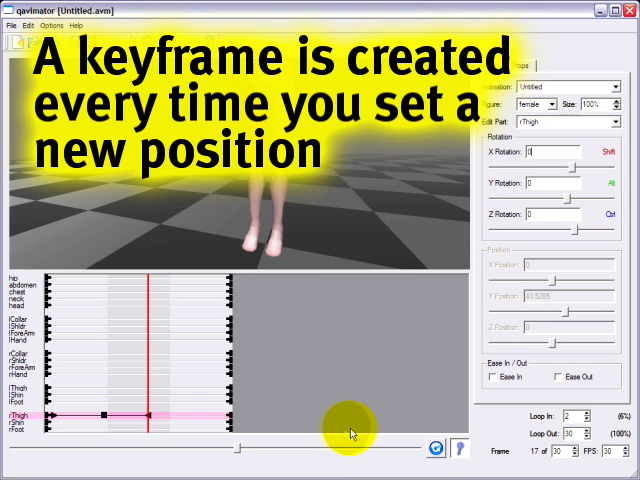 qavimator [Untitled.avm]
File Edit Options Help
A keyframe is created
every time you set a
new position
Props
Animation: Untitled
Figure: female Size: 100%
Edit Part: rThigh
Rotation
X Rotation: 0 Shift
Y Rotation: 0 Alt
Z Rotation: 0 Ctrl
Position
X Position: 0
Y Position: 43.5285
Z Position: 0
Ease In / Out
Ease In Ease Out
Loop In: 2 (6%)
Loop Out: 30 (100%)
Frame 17 of 30 FPS: 30
hip
abdomen
chest
neck
head
lCollar
lShldr
lForeArm
lHand
rCollar
rShldr
rForeArm
rHand
lThigh
lShin
lFoot
rThigh
rShin
rFoot